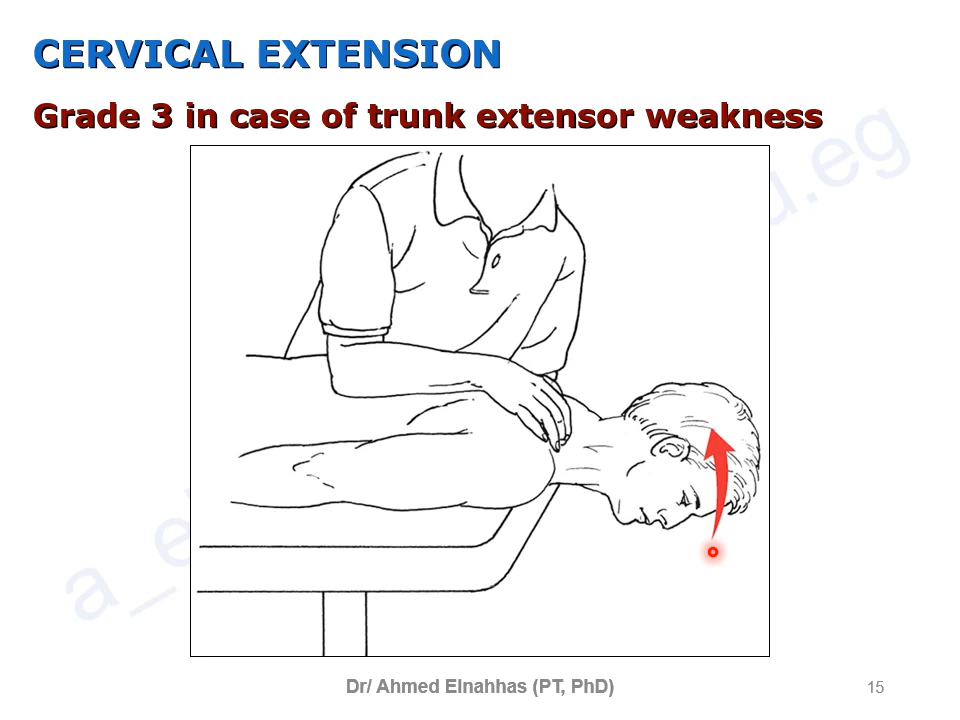 CERVICAL EXTENSION
Grade 3 in case of trunk extensor weakness
Dr/ Ahmed Elnahhas (PT, PhD)
15